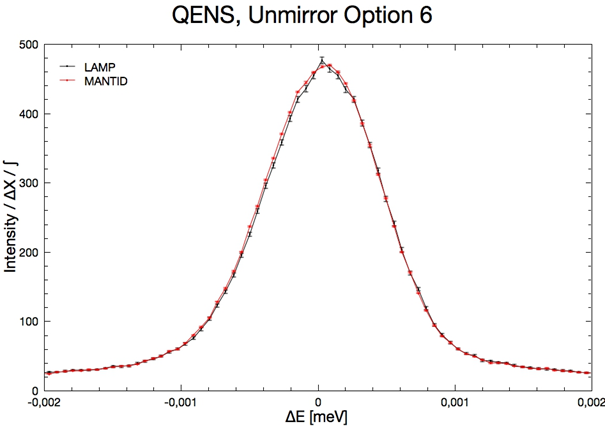 QENS, Unmirror Option 6
500
400
300
200
100
0
Intensity / ΔX / ∫
LAMP
MANTID
-0,002
-0,001
0
0,001
0,002
ΔE [meV]